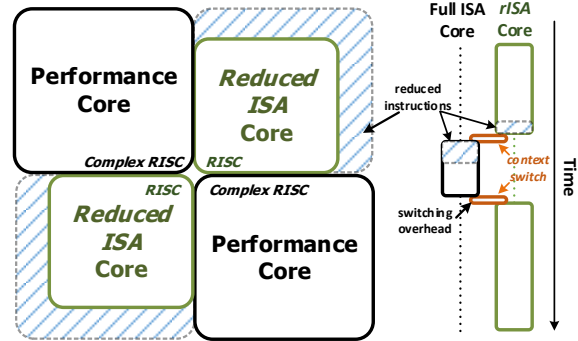 Performance
Core
Complex RISC
Reduced
ISA
Core
RISC
RISC
Reduced
ISA
Core
Complex RISC
Performance
Core
Full ISA
Core
rISA
Core
reduced
instructions
context
switch
switching
overhead
Time